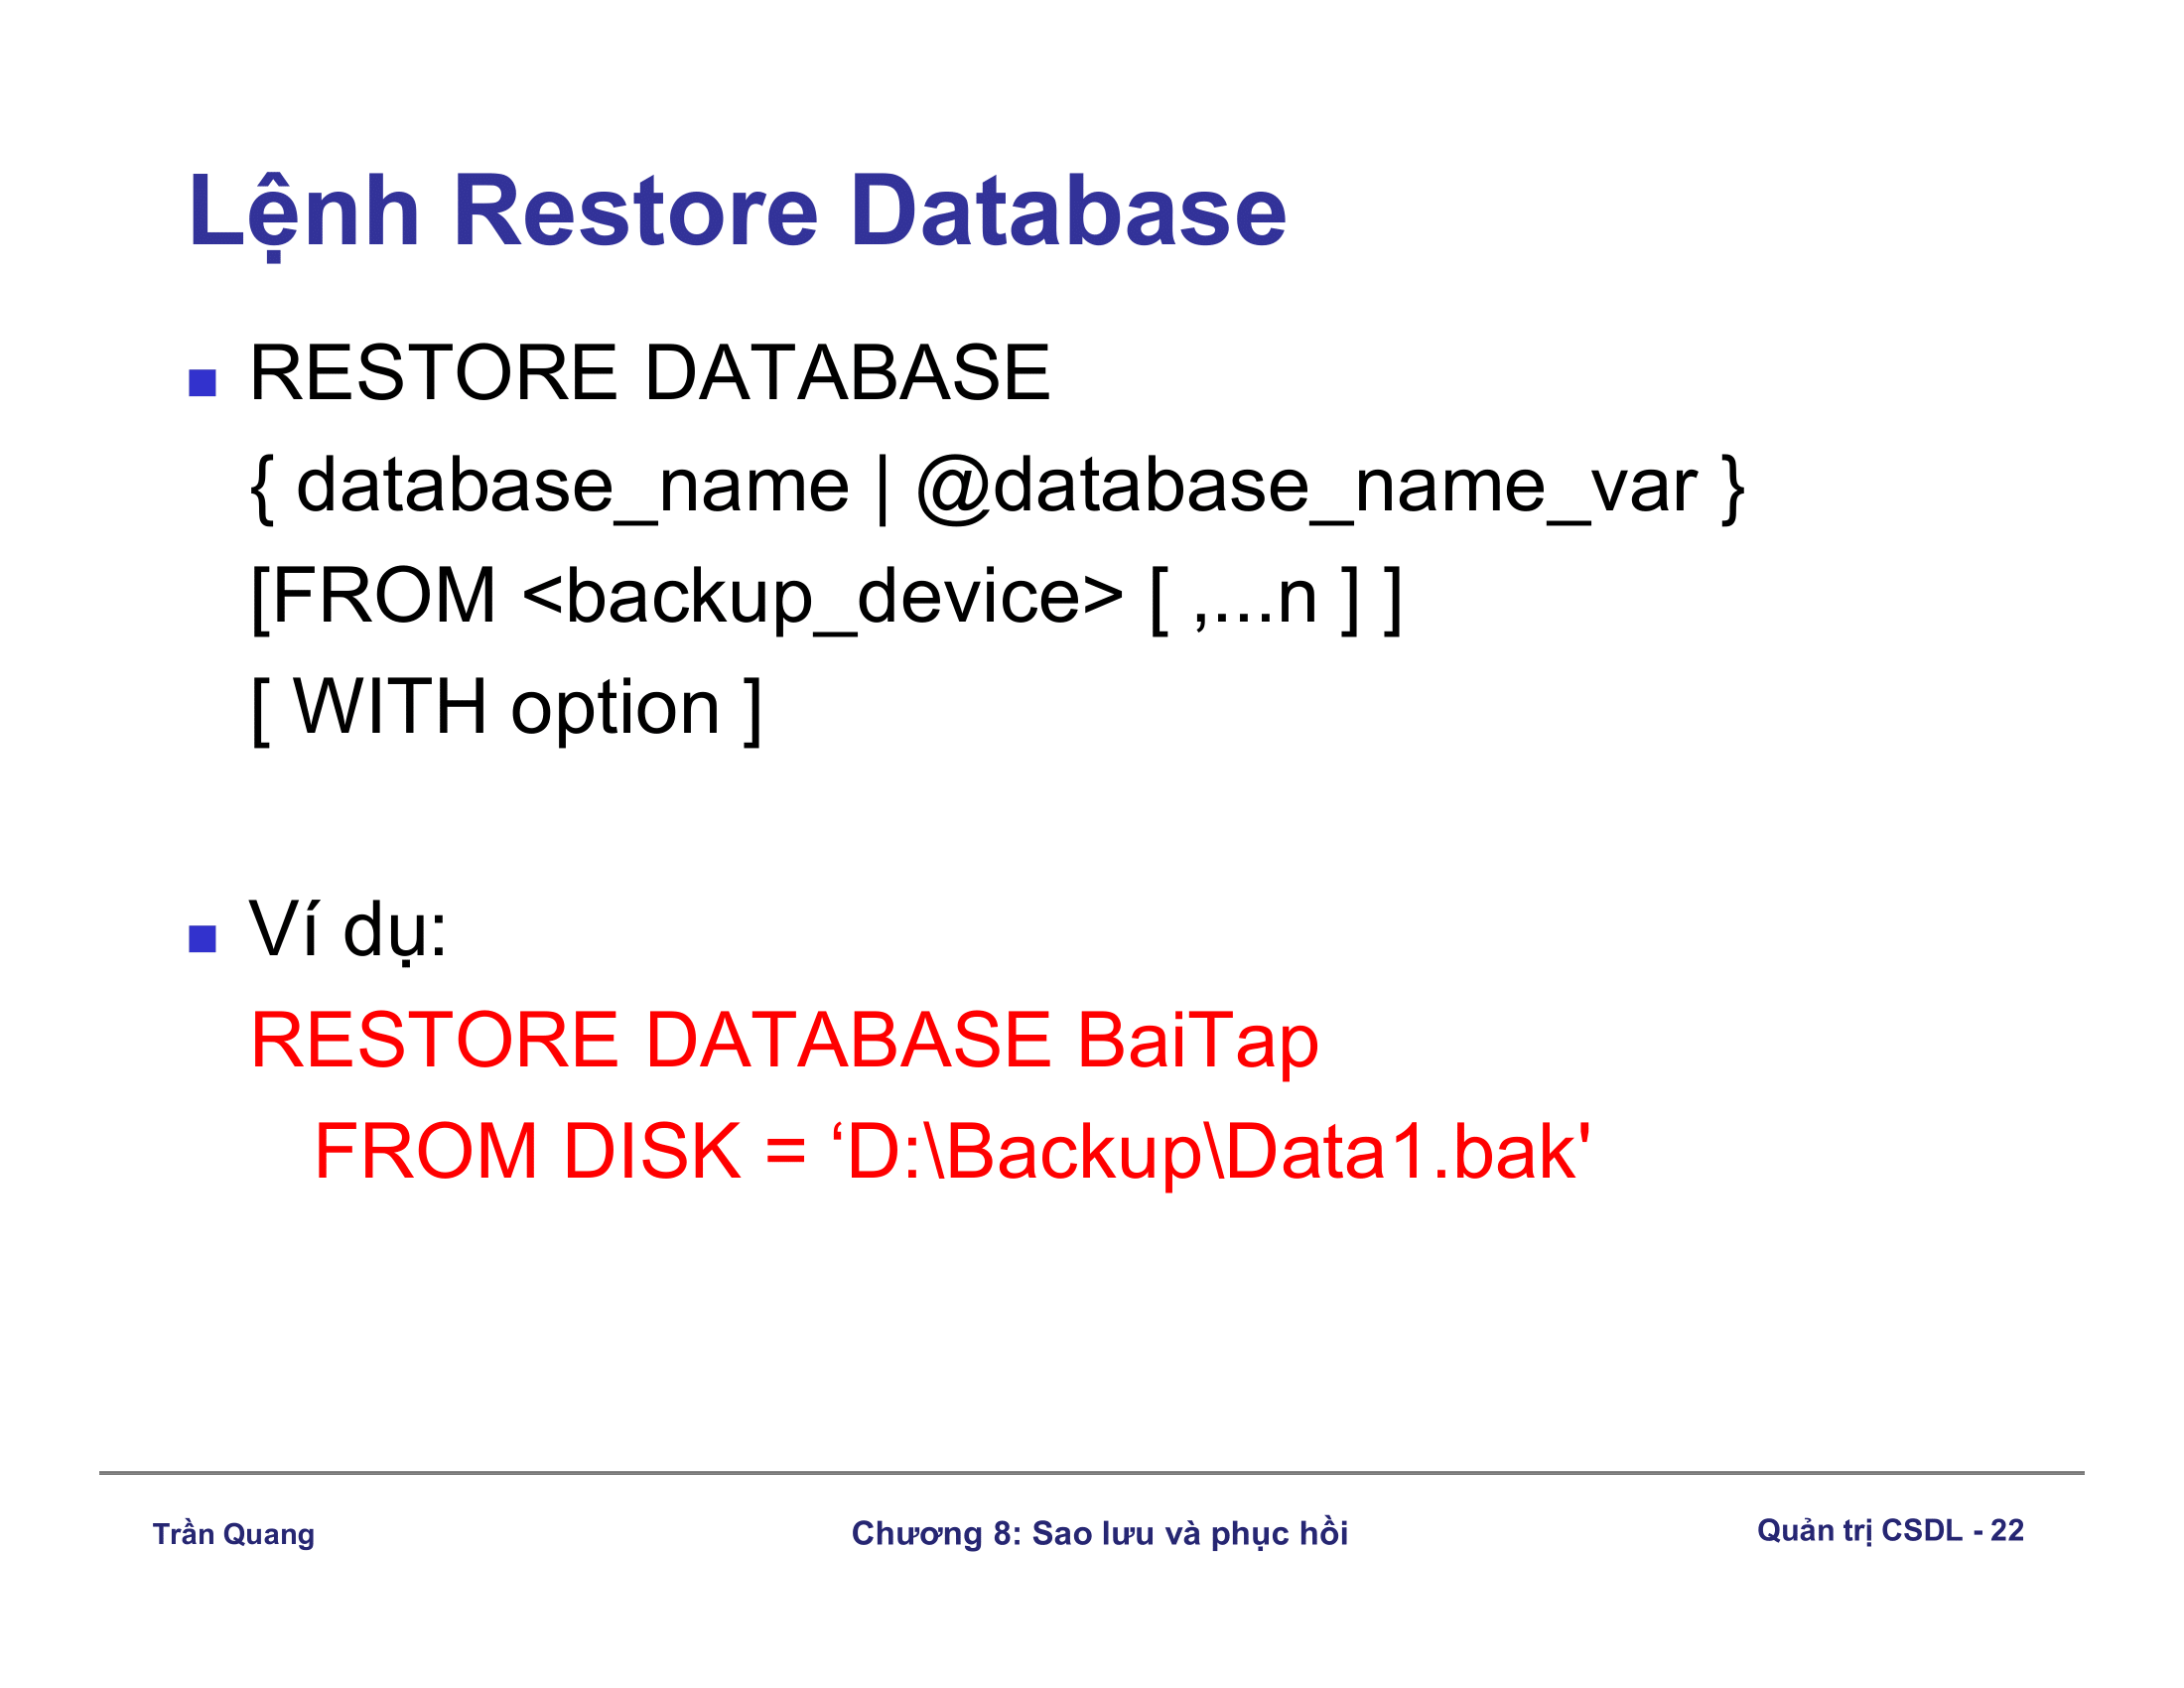 Lệnh Restore Database
RESTORE DATABASE
{ database_name | @database_name_var }
[FROM <backup_device> [ ,...n ] ]
[ WITH option ]
Ví dụ:
RESTORE DATABASE BaiTap
FROM DISK = ‘D:\Backup\Data1.bak'
Trần Quang
Chương 8: Sao lưu và phục hồi
Quản trị CSDL - 22